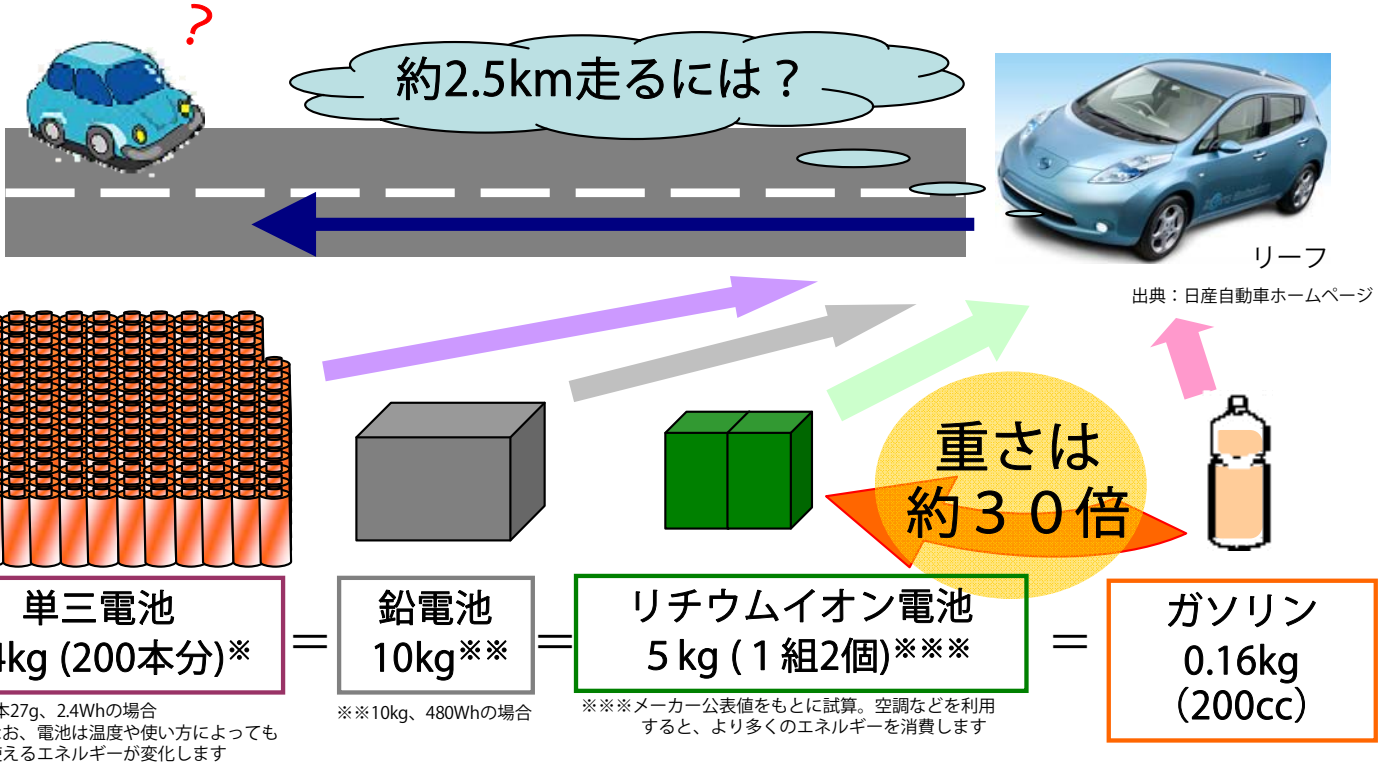 ?
約2.5km走るには？
リーフ
出典：日産自動車ホームページ
重さは
約３０倍
単三電池
kg (200本分)※
＝
鉛電池
10kg※※
＝
リチウムイオン電池
５kg (１組2個)※※※
＝
ガソリン
0.16kg
（200cc）
本27g、2.4Whの場合
お、電池は温度や使い方によっても
使えるエネルギーが変化します
※※10kg、480Whの場合
※※※メーカー公表値をもとに試算。空調などを利用
すると、より多くのエネルギーを消費します